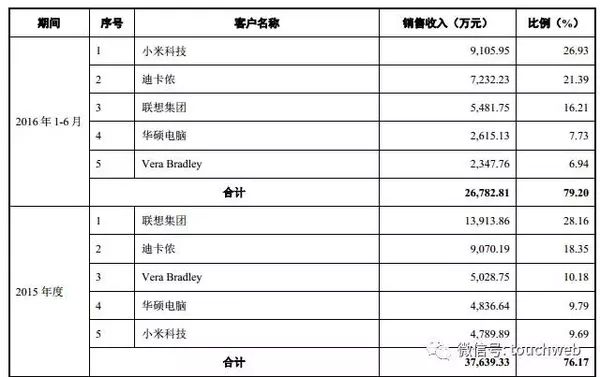 期间 序号 客户名称 销售收入（万元） 比例（%）
2016 年 1-6 月
1 小米科技 9,105.95 26.93
2 迪卡侬 7,232.23 21.39
3 联想集团 5,481.75 16.21
4 华硕电脑 2,615.13 7.73
5 Vera Bradley 2,347.76 6.94
合计 26,782.81 79.20
2015 年度
1 联想集团 13,913.86 28.16
2 迪卡侬 9,070.19 18.35
3 Vera Bradley 5,028.75 10.18
4 华硕电脑 4,836.64 9.79
5 小米科技 4,789.89 9.69
合计 37,639.33 76.17
微信号: touchweb